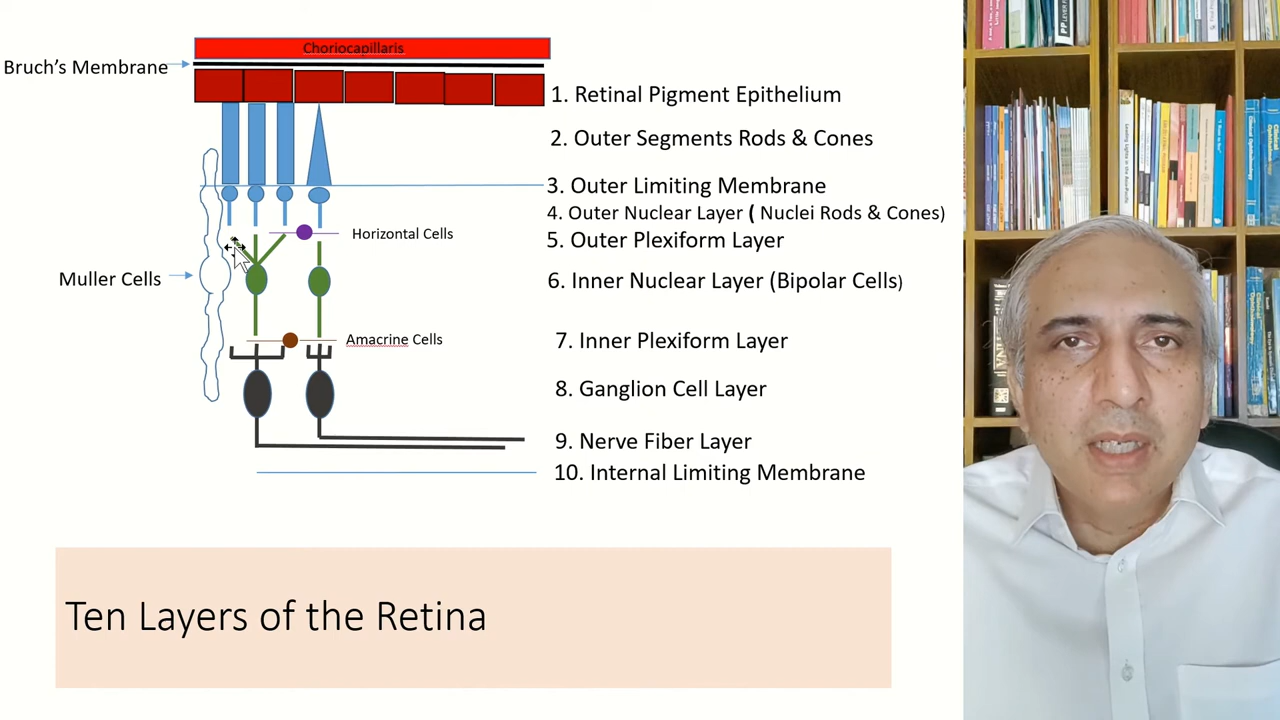 Choriocapillaris
Bruch’s Membrane
1. Retinal Pigment Epithelium
2. Outer Segments Rods & Cones
3. Outer Limiting Membrane
4. Outer Nuclear Layer ( Nuclei Rods & Cones)
Horizontal Cells
5. Outer Plexiform Layer
Muller Cells
6. Inner Nuclear Layer (Bipolar Cells)
Amacrine Cells
7. Inner Plexiform Layer
8. Ganglion Cell Layer
9. Nerve Fiber Layer
10. Internal Limiting Membrane
Ten Layers of the Retina